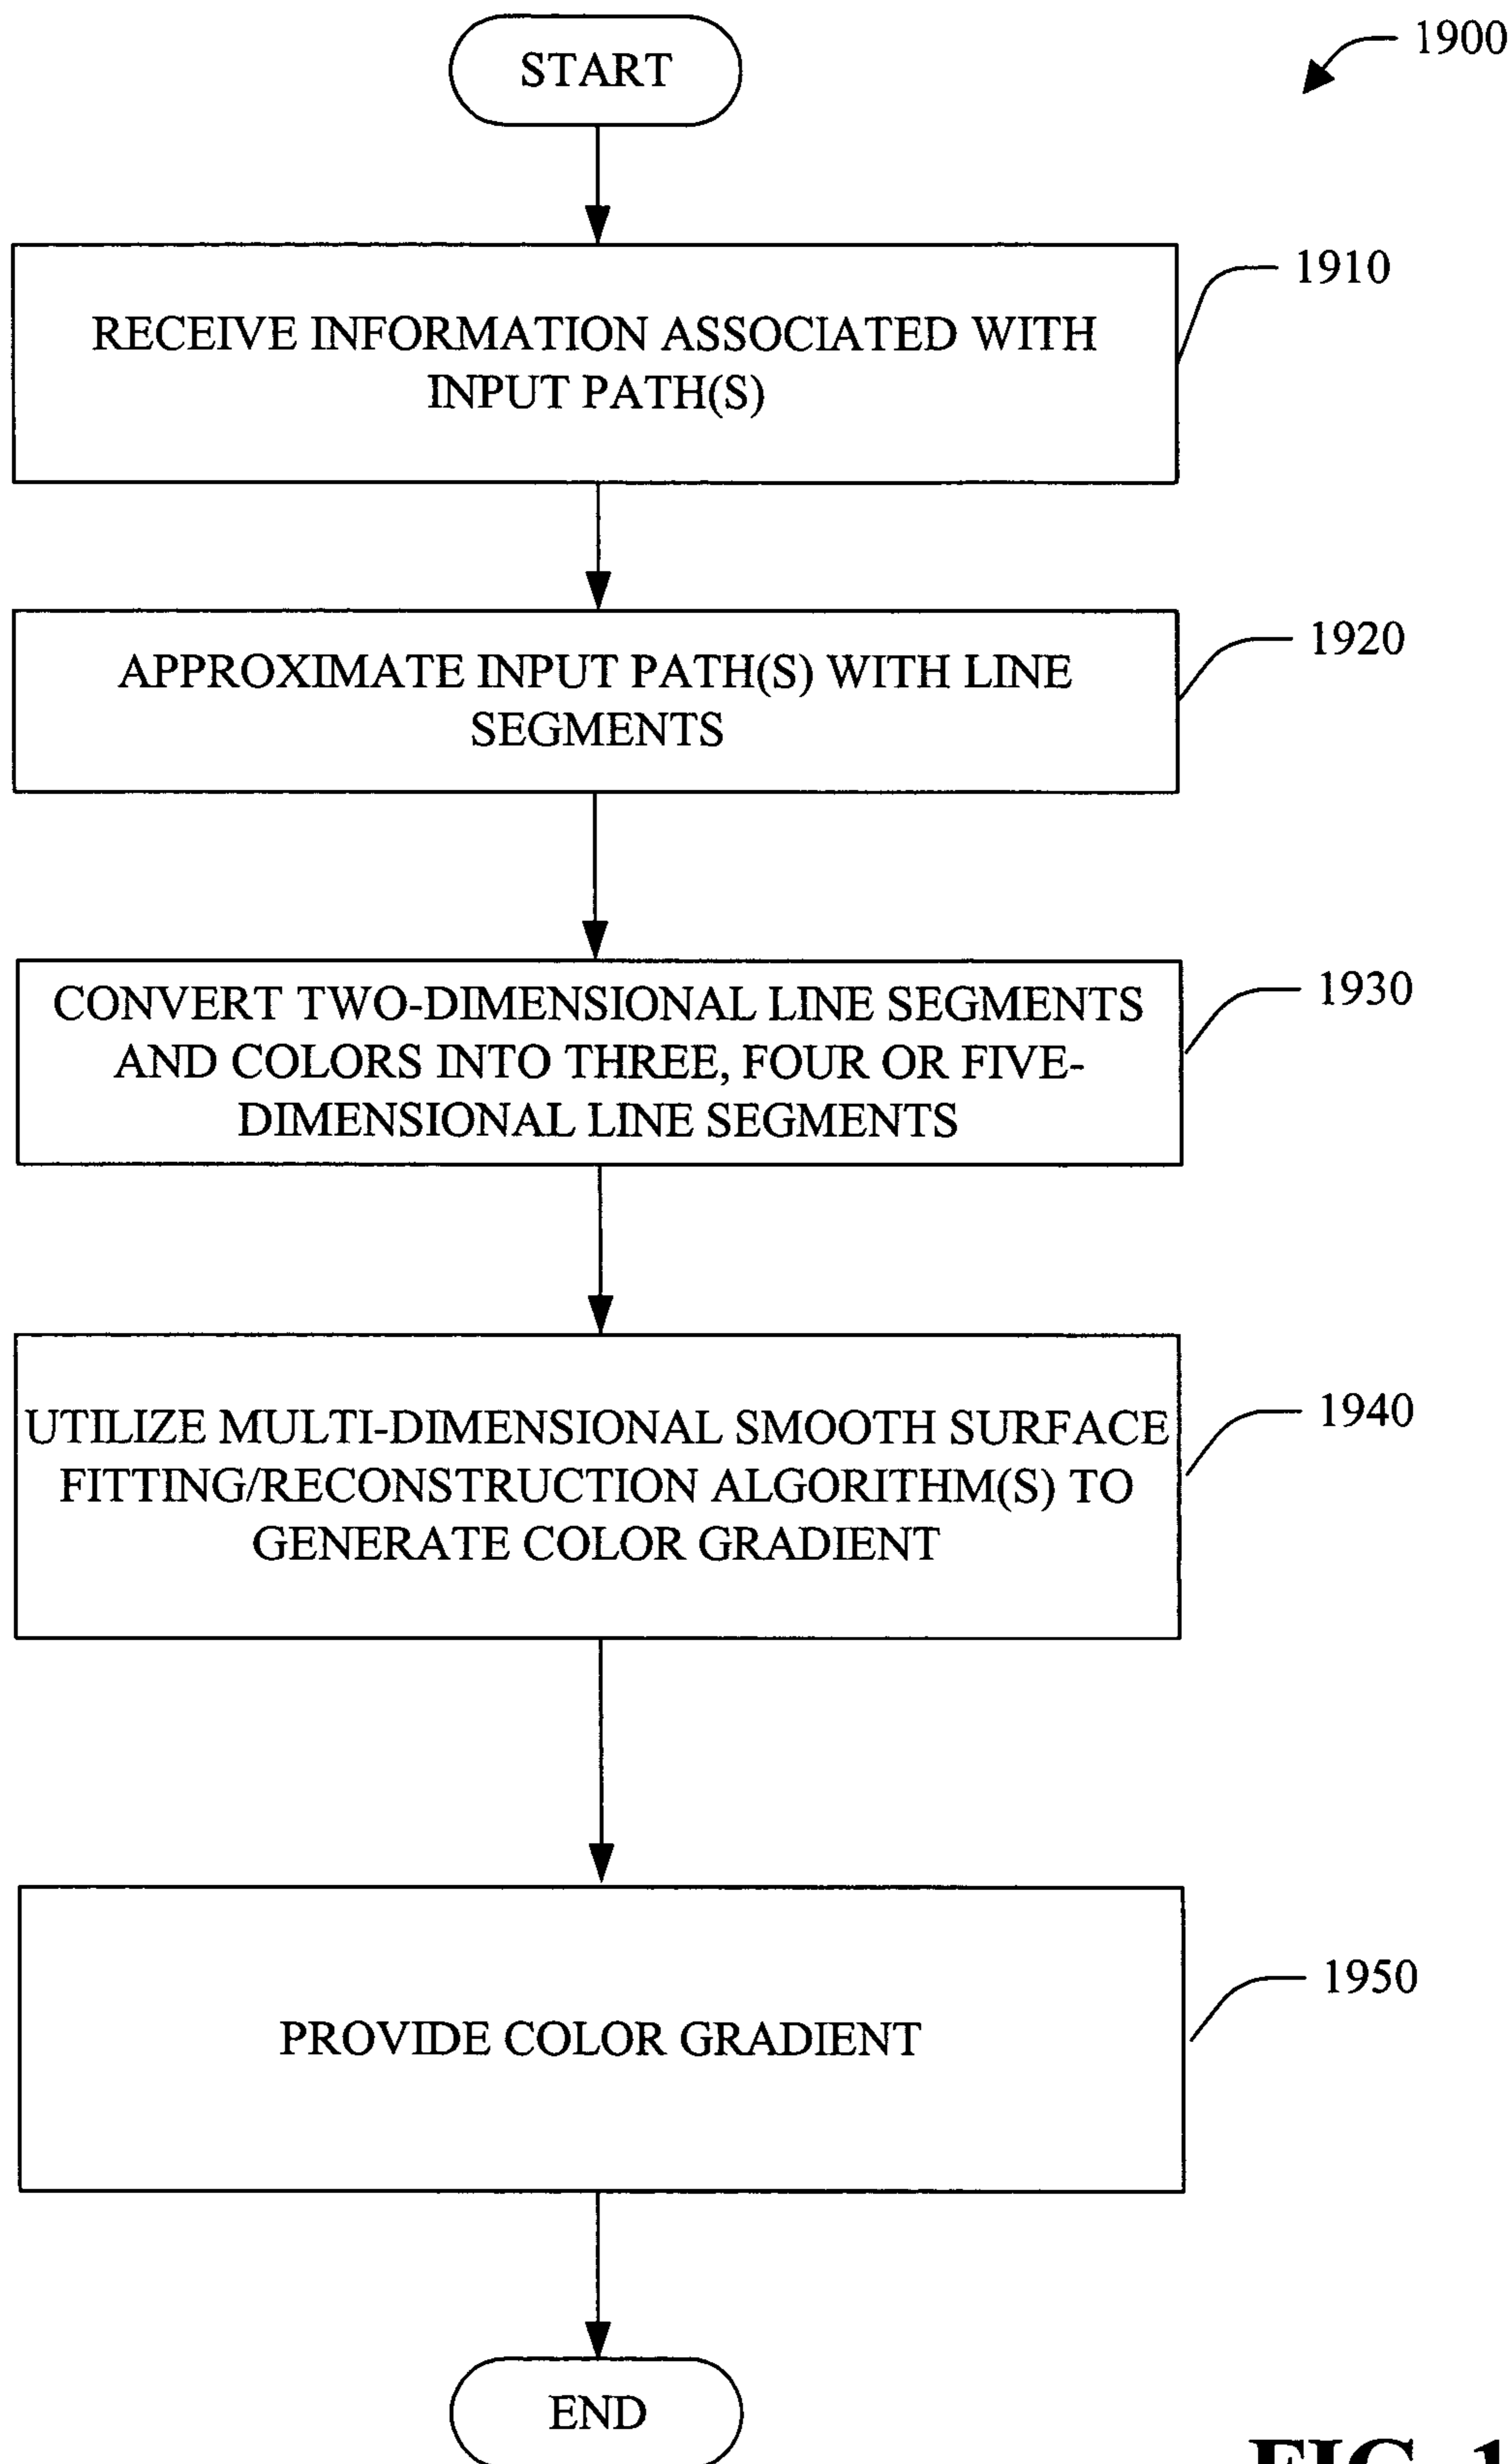 START
1900
RECEIVE INFORMATION ASSOCIATED WITH
INPUT PATH(S)
1910
APPROXIMATE INPUT PATH(S) WITH LINE
SEGMENTS
1920
CONVERT TWO-DIMENSIONAL LINE SEGMENTS
AND COLORS INTO THREE, FOUR OR FIVE-
DIMENSIONAL LINE SEGMENTS
1930
UTILIZE MULTI-DIMENSIONAL SMOOTH SURFACE
FITTING/RECONSTRUCTION ALGORITHM(S) TO
GENERATE COLOR GRADIENT
1940
PROVIDE COLOR GRADIENT
1950
END
FIG. 1